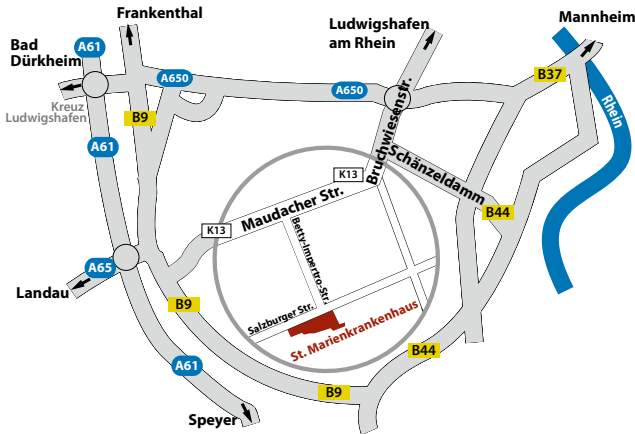 Frankenthal
Ludwigshafen
am Rhein
Mannheim
Bad
Dürkheim
A61
A650
A650
B37
Kreuz
Ludwigshafen
B9
Rhein
A61
Bruchwiesenstr.
Schänzeldamm
K13
Maudacher Str.
B44
K13
Betty-Impertro-Str.
A65
Landau
B9
Salzburger Str.
St. Marienkrankenhaus
B44
A61
B9
Speyer